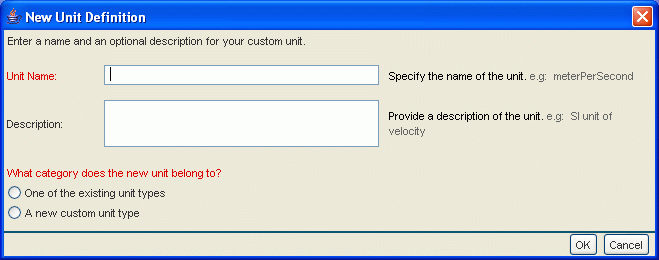 New Unit Definition
Enter a name and an optional description for your custom unit.
Unit Name:
Specify the name of the unit. e.g: meterPerSecond
Description:
Provide a description of the unit. e.g: SI unit of
velocity
What category does the new unit belong to?
One of the existing unit types
A new custom unit type
OK Cancel